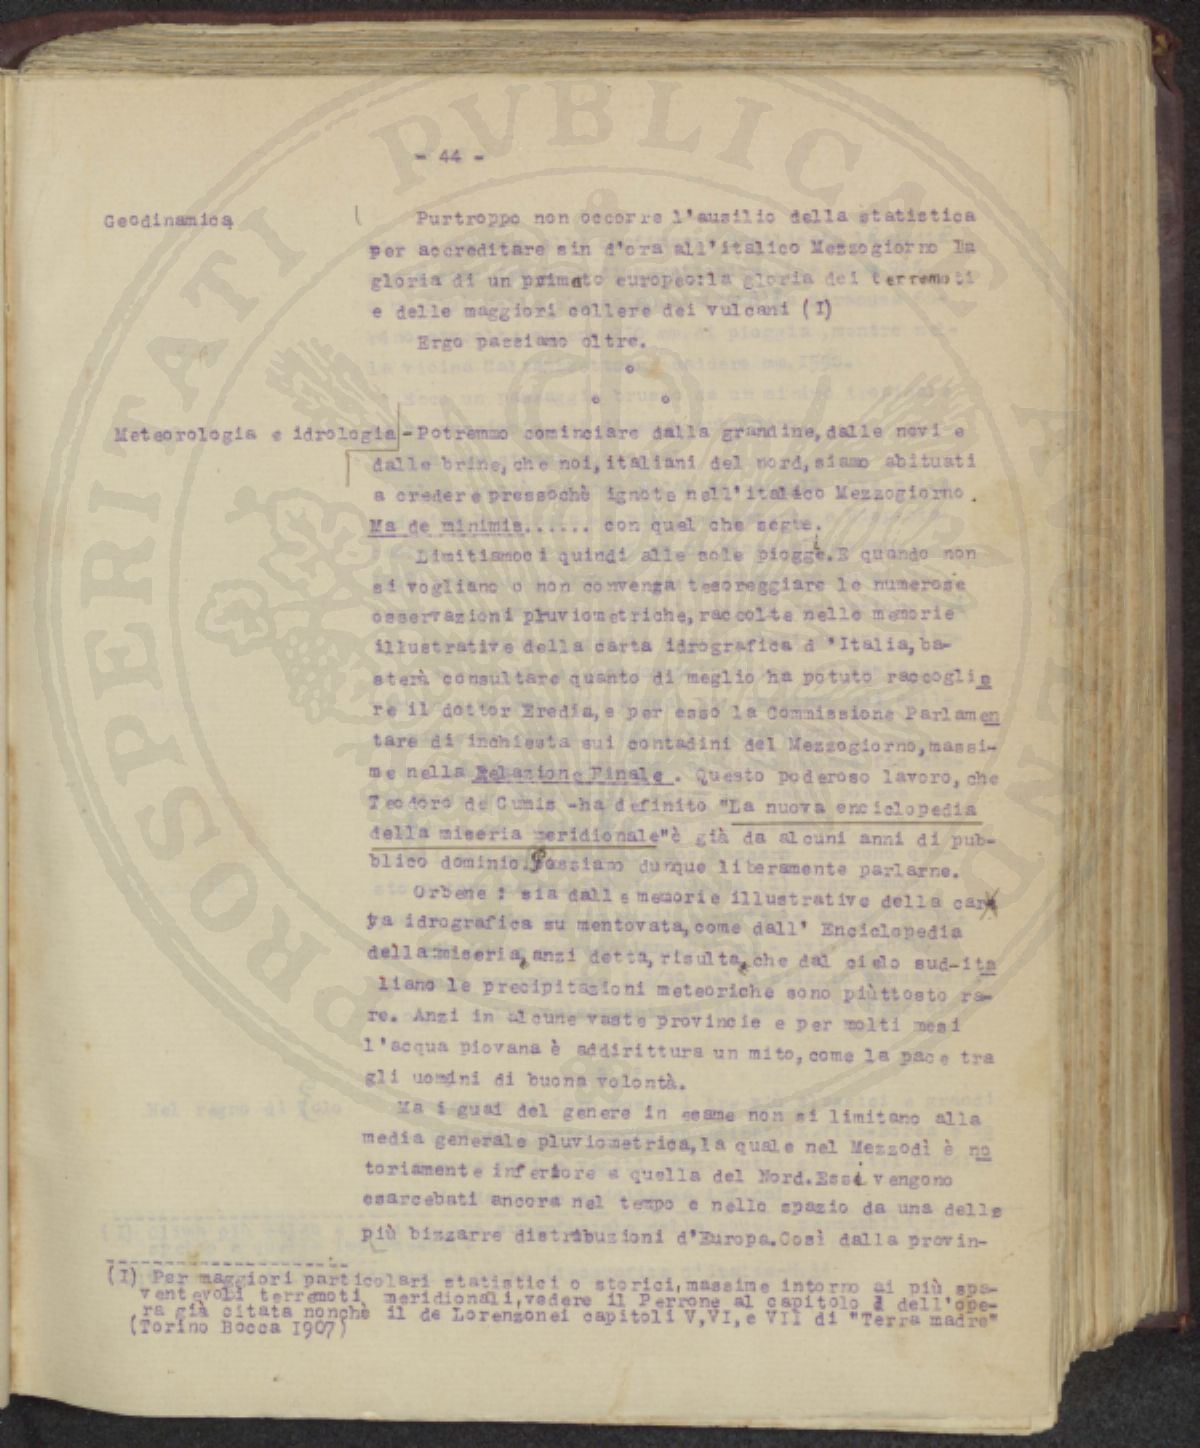 - 44 -
Geodinamica
Purtroppo non occorre l'ausilio della statistica
per accreditare sin d'ora all'italico Mezzogiorno la
gloria di un primato europeo:la gloria dei terremoti
e delle maggiori collere dei vulcani (I)
Ergo passiamo oltre.
o
o o
Meteorologia e idrologia-Potremmo cominciare dalla grandine,dalle nevi e
dalle brine,che noi,italiani del nord,siamo abituati
a credere pressochè ignote nell'italico Mezzogiorno.
Ma de minimis...... con quel che segue.
Limitiamoci quindi alle sole piogge.E quando non
si vogliano o non convenga tesoreggiare le numerose
osservazioni pluviometriche,raccolte nelle memorie
illustrative della carta idrografica d'Italia,ba-
sterà consultare quanto di meglio ha potuto raccoglie
re il dottor Eredia,e per esso la Commissione Parlamen
tare di inchiesta sui contadini del Mezzogiorno,massi-
me nella Relazione Finale. Questo poderoso lavoro,che
Teodoro de Cumis -ha definito "La nuova enciclopedia
della miseria meridionale"è già da alcuni anni di pub-
blico dominio.Possiamo dunque liberamente parlarne.
Orbene: sia dalle memorie illustrative della car
ta idrografica su mentovata,come dall' Enciclopedia
della miseria,anzi detta,risulta,che dal cielo sud-ita
liano le precipitazioni meteoriche sono piùttosto ra-
re. Anzi in alcune vaste provincie e per molti mesi
l'acqua piovana è addirittura un mito,come la pace tra
gli uomini di buona volontà.
Ma i guai del genere in esame non si limitano alla
media generale pluviometrica,la quale nel Mezzodì è no
toriamente inferiore a quella del Nord.Essi vengono
esarcebati ancora nel tempo e nello spazio da una delle
più bizzarre distribuzioni d'Europa.Così dalla provin-
(I) Per maggiori particolari statistici o storici,massime intorno ai più spa-
ventevoli terremoti meridionali,vedere il Perrone al capitolo dell'ope-
ra già citata nonchè il de Lorenzonei capitoli V,VI,e VII di "Terra madre"
(Torino Bocca 1907)